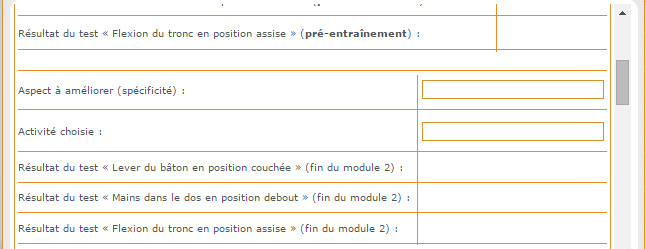 Résultat du test « Flexion du tronc en position assise » (pré-entraînement) :
Aspect à améliorer (spécificité) :
Activité choisie :
Résultat du test « Lever du bâton en position couchée » (fin du module 2) :
Résultat du test « Mains dans le dos en position debout » (fin du module 2) :
Résultat du test « Flexion du tronc en position assise » (fin du module 2) :